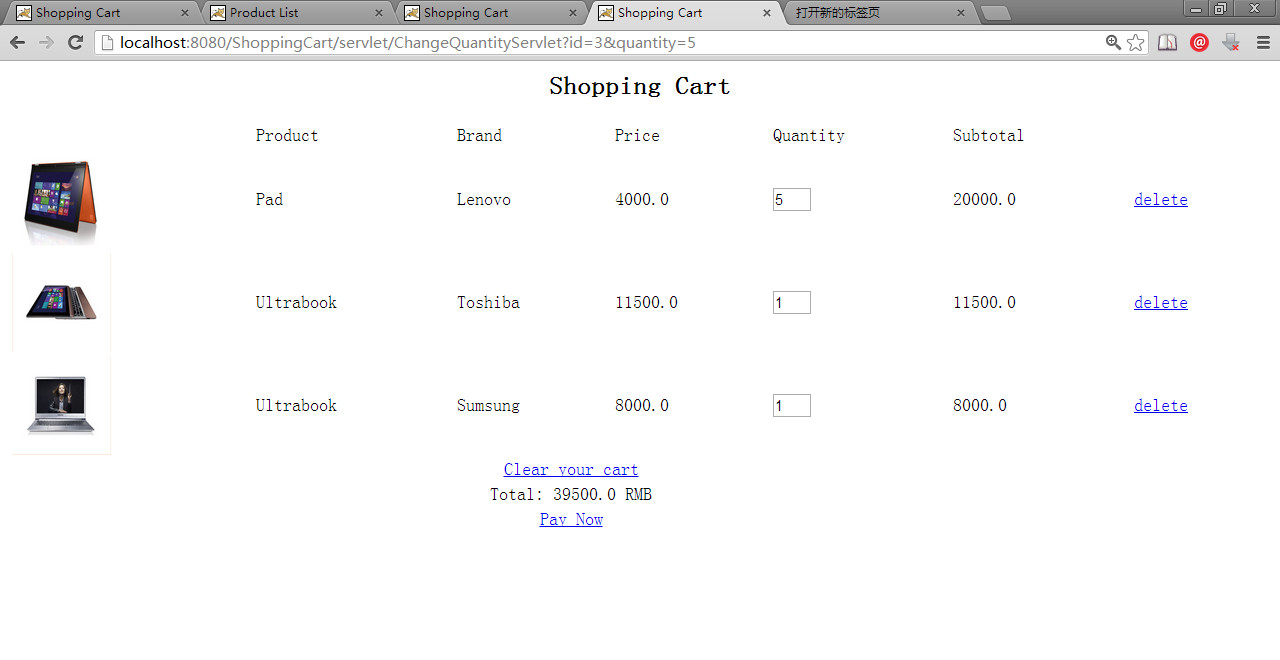 Shopping Cart Product List Shopping Cart Shopping Cart 打开新的标签页
localhost:8080/ShoppingCart/servlet/ChangeQuantityServlet?id=3&quantity=5
Shopping Cart
Product Brand Price Quantity Subtotal
Pad Lenovo 4000.0 5 20000.0 delete
Ultrabook Toshiba 11500.0 1 11500.0 delete
Ultrabook Sumsung 8000.0 1 8000.0 delete
Clear your cart
Total: 39500.0 RMB
Pay Now